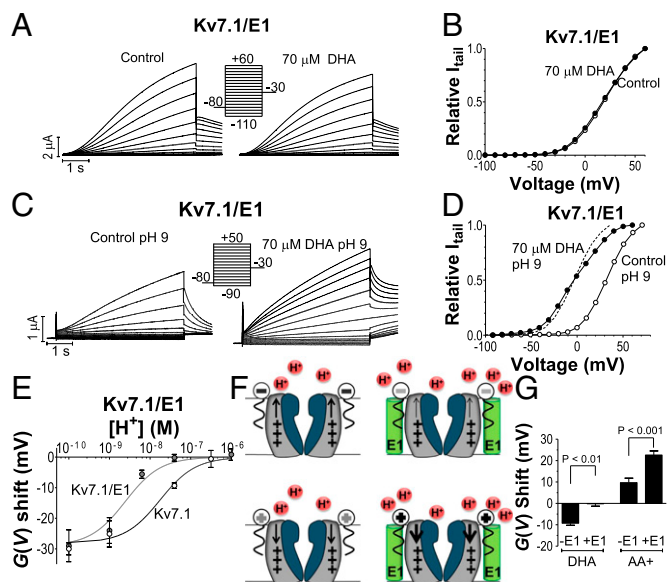 A
Kv7.1/E1
Control
+60
-80
-30
-110
70 μM DHA
2 μA
1 s
B
Kv7.1/E1
Relative Itail
1.0
0.5
0.0
70 μM DHA
Control
-100
-50
0
50
Voltage (mV)
C
Kv7.1/E1
Control pH 9
+50
-80
-30
-90
70 μM DHA pH 9
1 μA
1 s
D
Kv7.1/E1
Relative Itail
1.0
0.5
0.0
70 μM DHA
pH 9
Control
pH 9
-100
-50
0
50
Voltage (mV)
E
Kv7.1/E1
[H+] (M)
10-10
10-9
10-8
10-7
10-6
G(V) shift (mV)
0
-10
-20
-30
Kv7.1/E1
Kv7.1
F
H+ H+ H+ H+
H+ H+ H+ H+ H+ H+
E1 E1
H+ H+ H+ H+
H+ H+ H+ H+ H+ H+
E1 E1
G
P < 0.001
P < 0.01
G(V) shift (mV)
30
20
10
0
-10
-20
-E1 +E1 -E1 +E1
DHA AA+